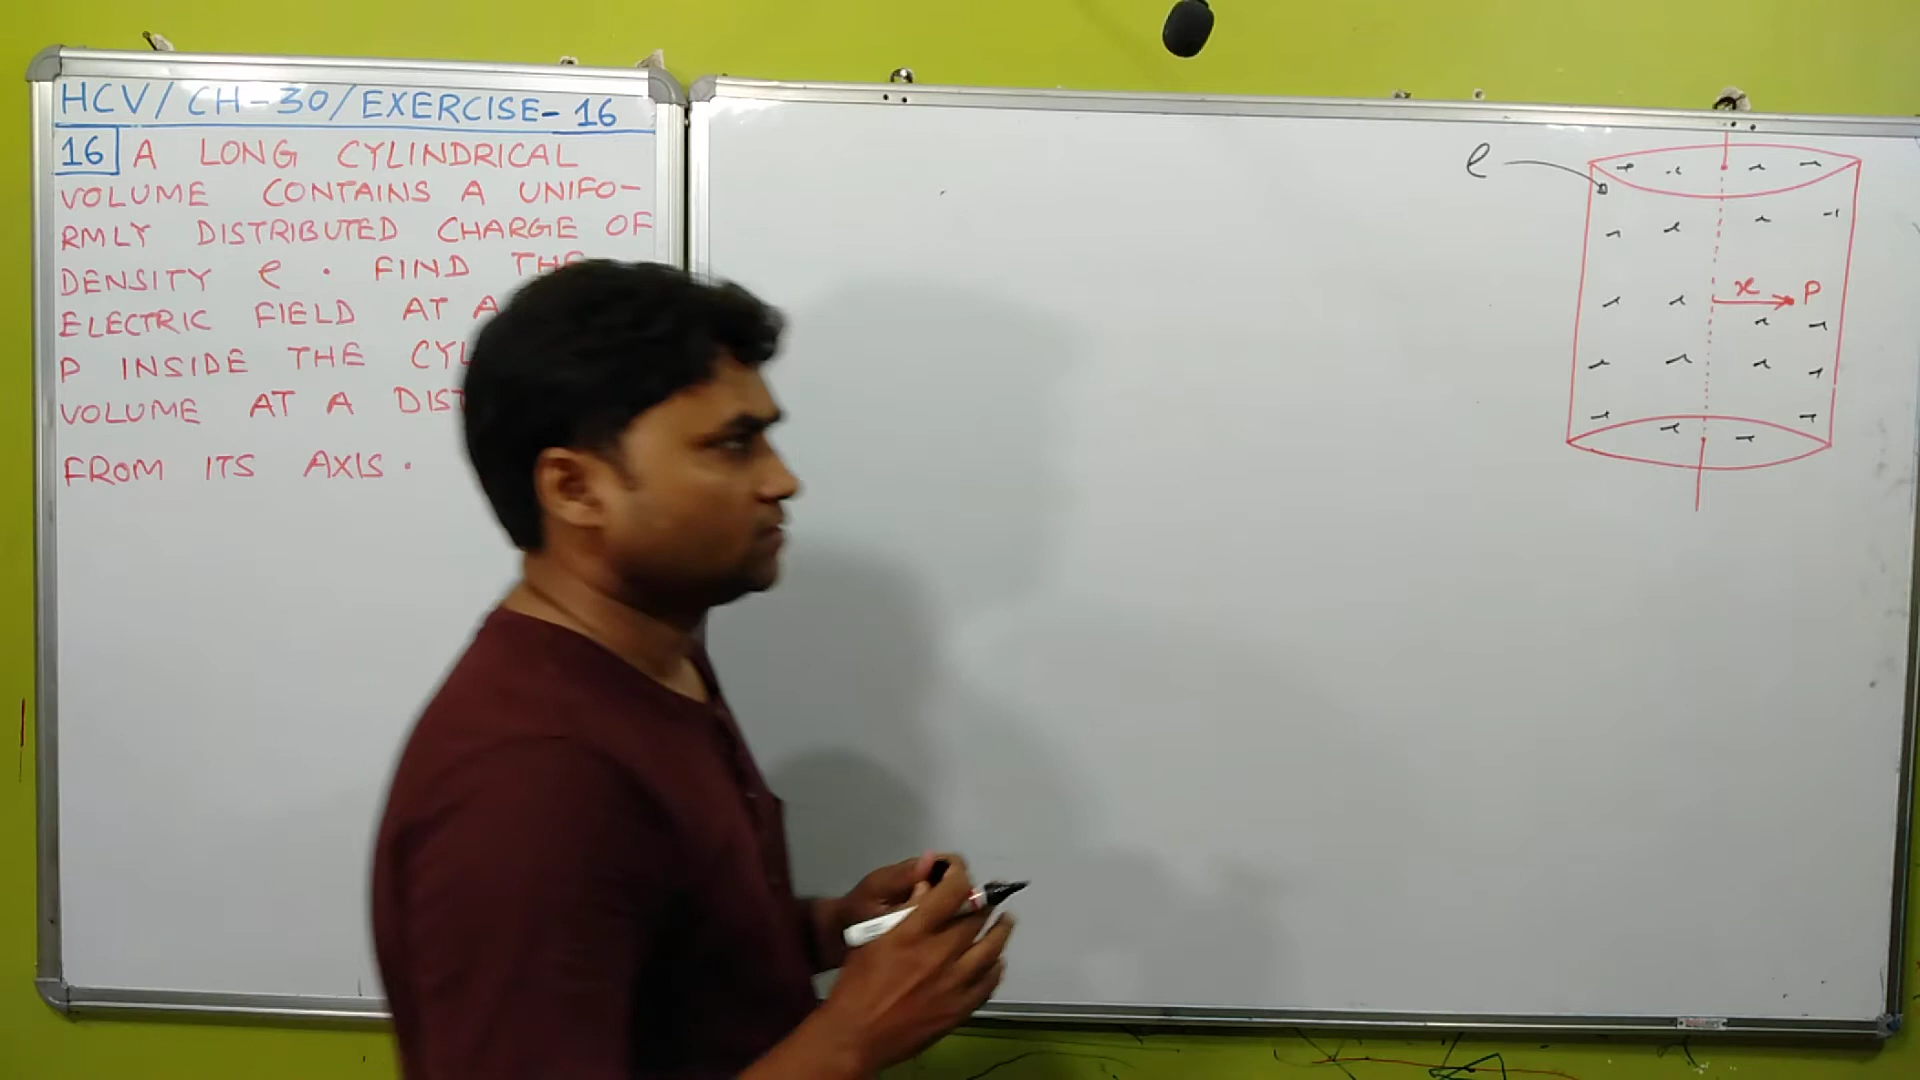 HCV/CH-30/EXERCISE-16
16 A LONG CYLINDRICAL
VOLUME CONTAINS A UNIFO-
RMLY DISTRIBUTED CHARGE OF
DENSITY ρ. FIND THE
ELECTRIC FIELD AT A
P INSIDE THE
VOLUME AT A
FROM ITS AXIS.
ρ
x P